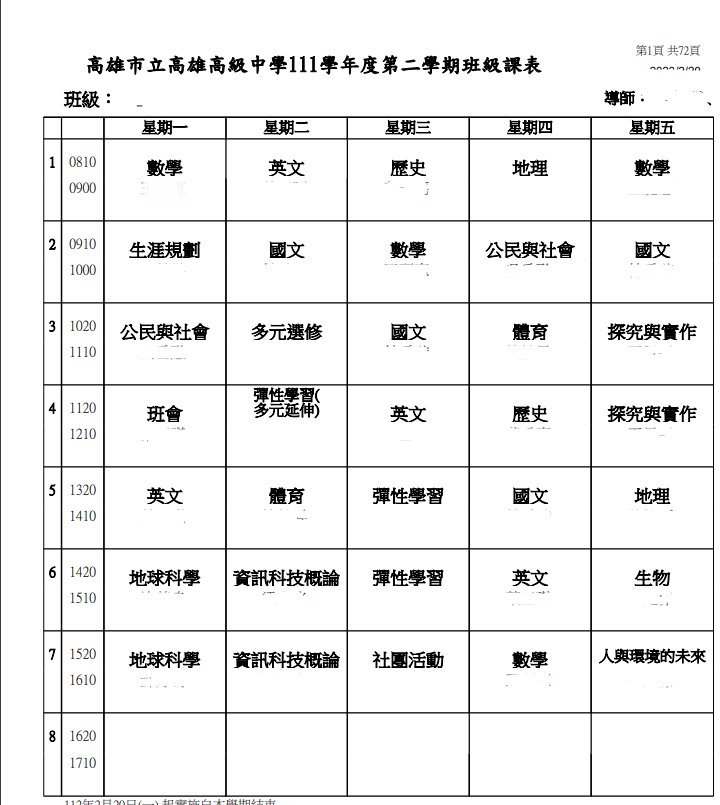 第1頁 共72頁
高雄市立高雄高級中學111學年度第二學期班級課表
班級：
導師：
星期一 星期二 星期三 星期四 星期五
1 0810 0900 數學 英文 歷史 地理 數學
2 0910 1000 生涯規劃 國文 數學 公民與社會 國文
3 1020 1110 公民與社會 多元選修 國文 體育 探究與實作
4 1120 1210 班會 彈性學習(多元延伸) 英文 歷史 探究與實作
5 1320 1410 英文 體育 彈性學習 國文 地理
6 1420 1510 地球科學 資訊科技概論 彈性學習 英文 生物
7 1520 1610 地球科學 資訊科技概論 社團活動 數學 人與環境的未來
8 1620 1710